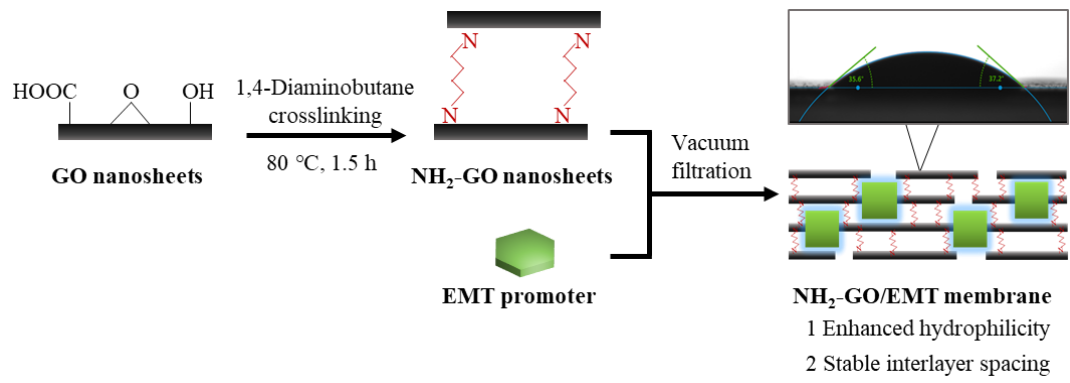 HOOC
O
OH
GO nanosheets
1,4-Diaminobutane
crosslinking
80 °C, 1.5 h
N
N
N
N
NH₂-GO nanosheets
EMT promoter
Vacuum
filtration
35.6°
37.2°
NH₂-GO/EMT membrane
1 Enhanced hydrophilicity
2 Stable interlayer spacing